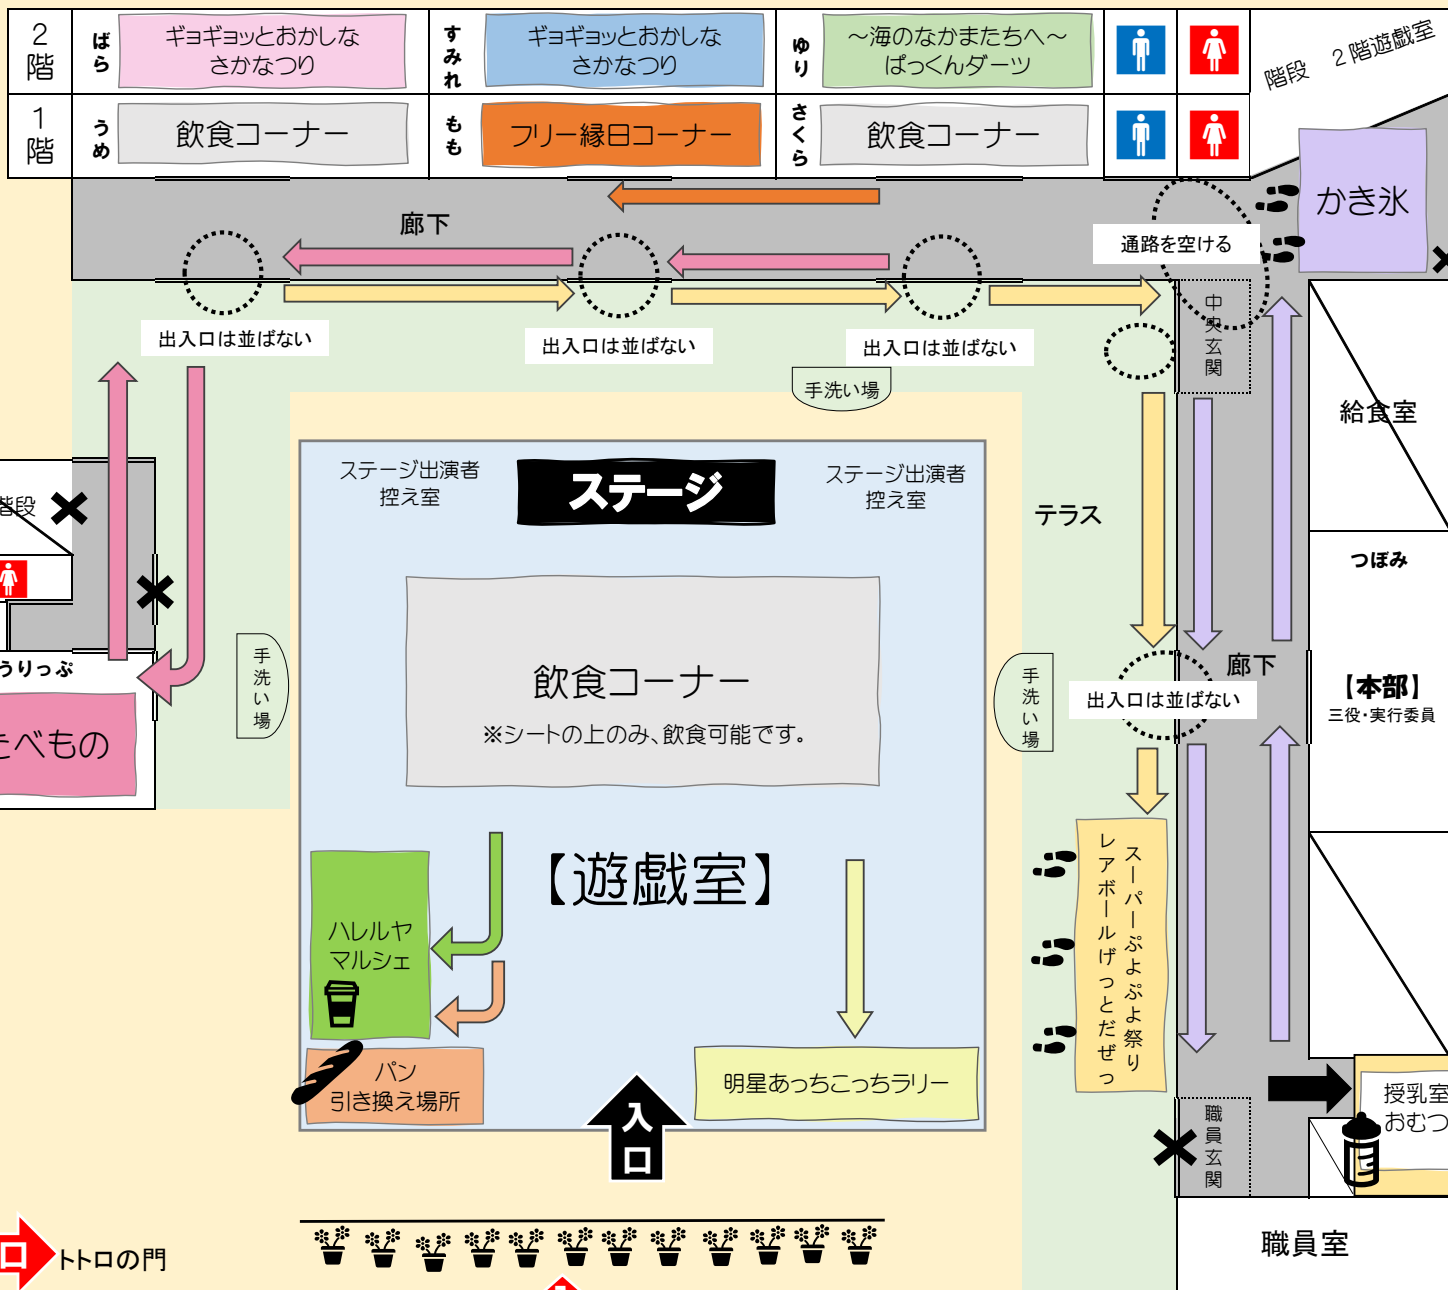 2
階
ばら
ギョギョッとおかしな
さかなつり
すみれ
ギョギョッとおかしな
さかなつり
ゆり
～海のなかまたちへ～
ぱっくんダーツ
階段　2階遊戯室
1
階
うめ
飲食コーナー
もも
フリー縁日コーナー
さくら
飲食コーナー
かき氷
廊下
通路を空ける
出入口は並ばない
出入口は並ばない
出入口は並ばない
中央玄関
手洗い場
給食室
ステージ出演者
控え室
ステージ
ステージ出演者
控え室
テラス
階段
つぼみ
飲食コーナー
※シートの上のみ、飲食可能です。
手洗い場
手洗い場
うりっぷ
たべもの
廊下
出入口は並ばない
【本部】
三役・実行委員
【遊戯室】
ハレルヤ
マルシェ
パン
引き換え場所
明星あっちこっちラリー
スーパーぷよぷよ祭り
レアボールげっとだぜっ
入口
授乳室
おむつ
職員玄関
職員室
口
トトロの門